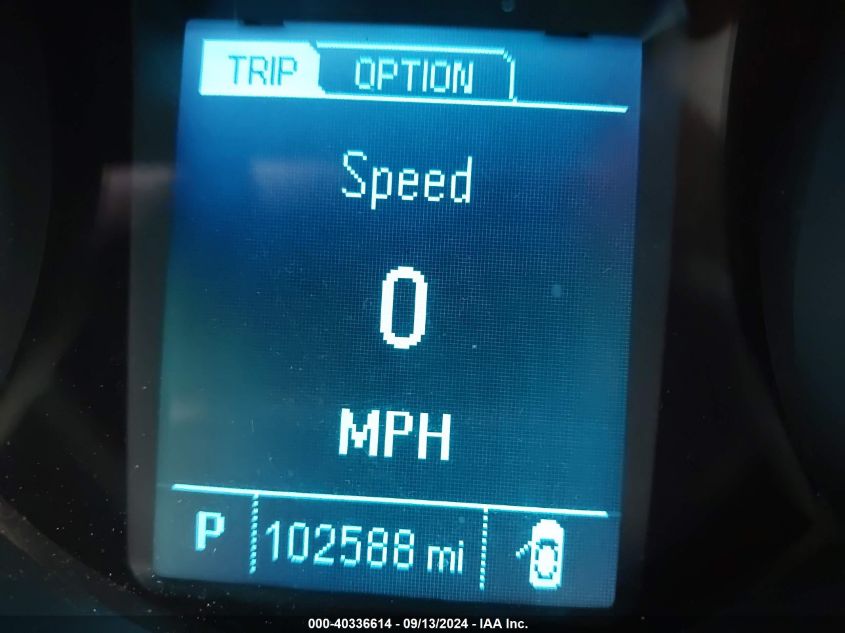 TRIP OPTION
Speed
0
MPH
P 102588 mi
000-40336614 - 09/13/2024 - IAA Inc.